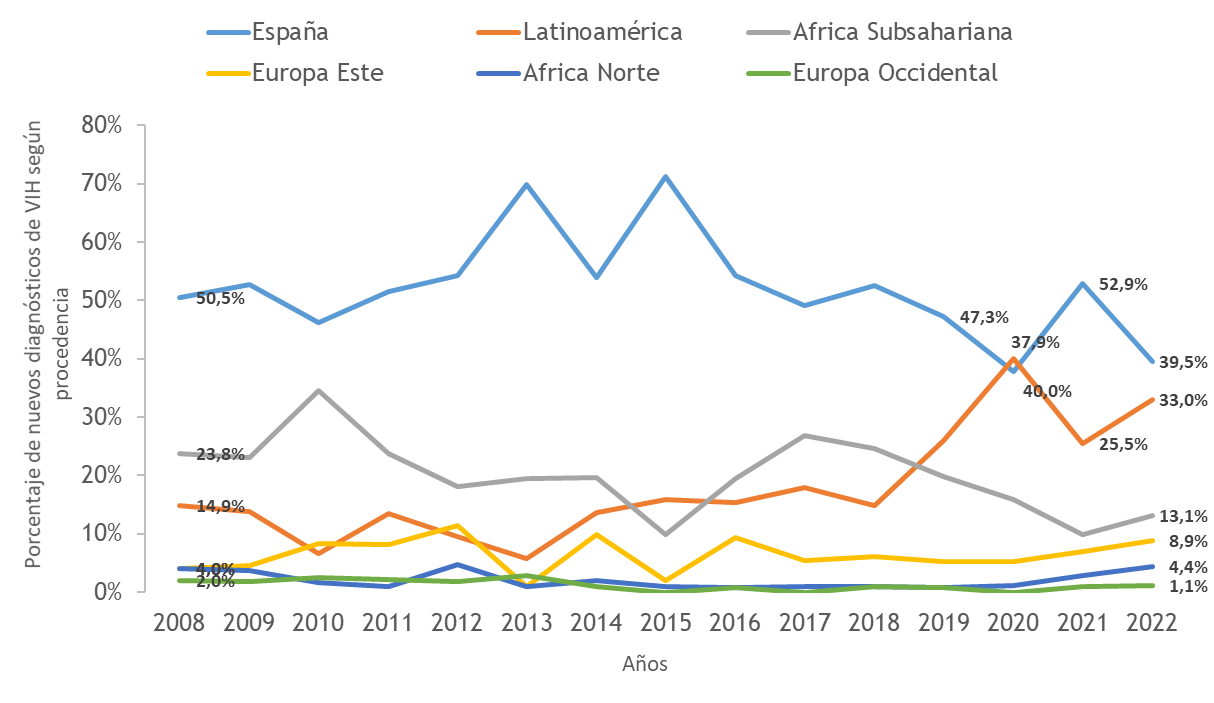 España
Latinoamérica
Africa Subsahariana
Europa Este
Africa Norte
Europa Occidental
Porcentaje de nuevos diagnósticos de VIH según
procedencia
80%
70%
60%
50%
40%
30%
20%
10%
0%
50,5%
23,8%
14,9%
4,0%
4,0%
2,0%
47,3%
37,9%
40,0%
52,9%
25,5%
39,5%
33,0%
13,1%
8,9%
4,4%
1,1%
2008 2009 2010 2011 2012 2013 2014 2015 2016 2017 2018 2019 2020 2021 2022
Años